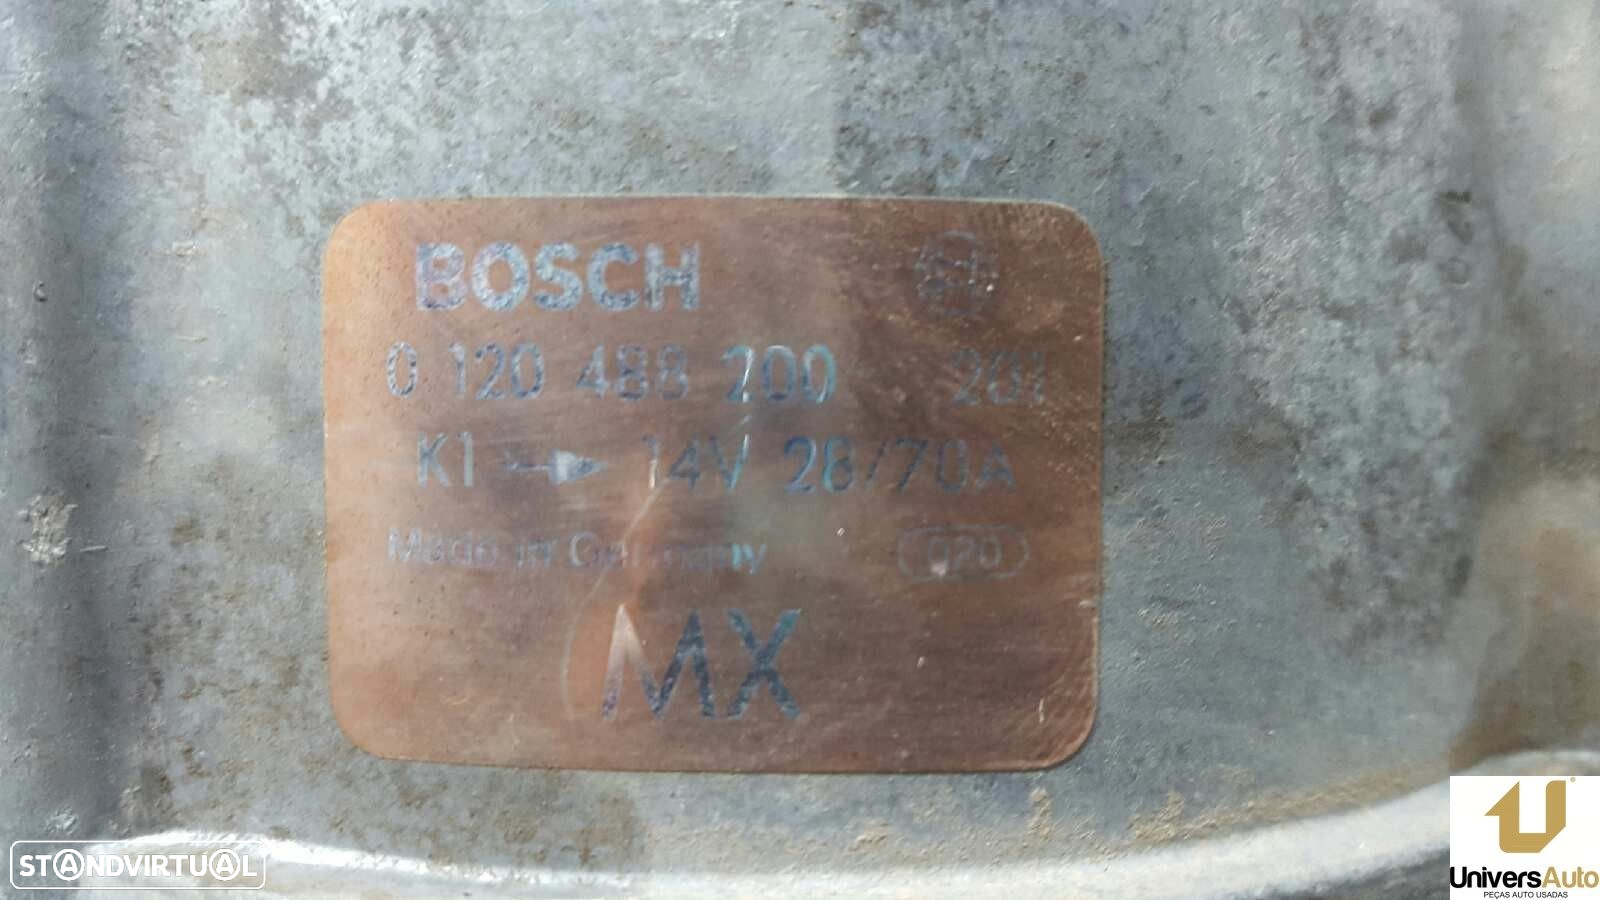 BOSCH
0 120 488 200 201
K1 14V 28/70A
Made in Germany 020
MX
STANDVIRTUAL
UniversAuto
PEÇAS AUTO USADAS